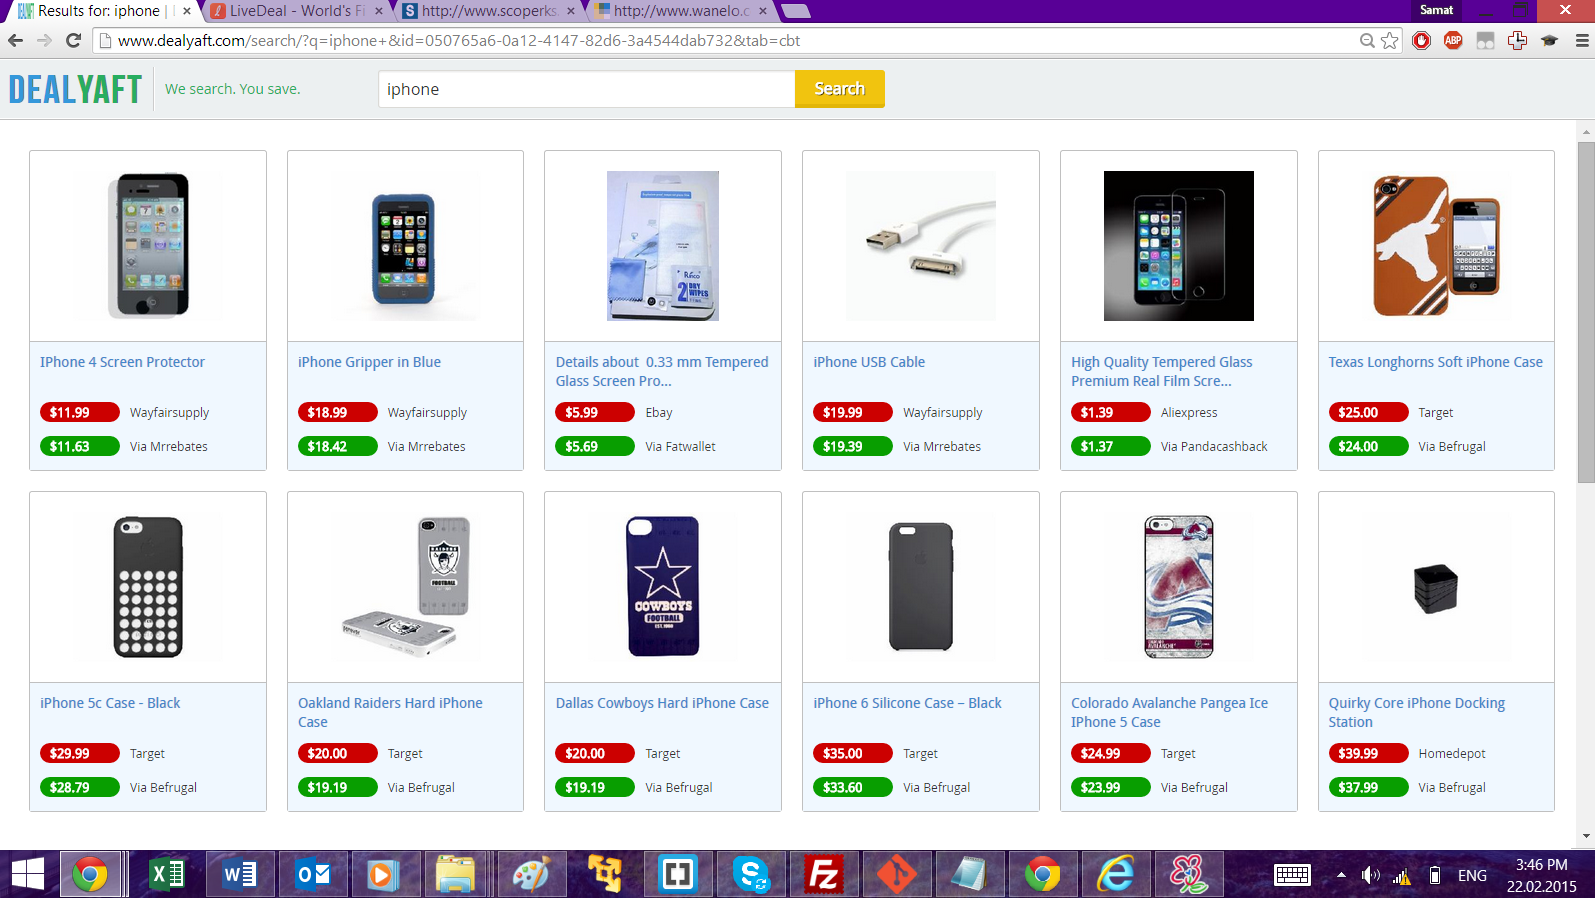 Results for: iphone |
LiveDeal - World's Fi
http://www.scoperks
http://www.wanelo.c
Samat
www.dealyaft.com/search/?q=iphone+&id=050765a6-0a12-4147-82d6-3a4544dab732&tab=cbt
ABP
DEALYAFT
We search. You save.
iphone
Search
IPhone 4 Screen Protector
$11.99 Wayfairsupply
$11.63 Via Mrrebates
iPhone Gripper in Blue
$18.99 Wayfairsupply
$18.42 Via Mrrebates
Details about 0.33 mm Tempered
Glass Screen Pro...
$5.99 Ebay
$5.69 Via Fatwallet
iPhone USB Cable
$19.99 Wayfairsupply
$19.39 Via Mrrebates
High Quality Tempered Glass
Premium Real Film Scre...
$1.39 Aliexpress
$1.37 Via Pandacashback
Texas Longhorns Soft iPhone Case
$25.00 Target
$24.00 Via Befrugal
RAIDERS
FOOTBALL
COWBOYS
FOOTBALL
EST. 1960
AVALANCHE
iPhone 5c Case - Black
$29.99 Target
$28.79 Via Befrugal
Oakland Raiders Hard iPhone
Case
$20.00 Target
$19.19 Via Befrugal
Dallas Cowboys Hard iPhone Case
$20.00 Target
$19.19 Via Befrugal
iPhone 6 Silicone Case – Black
$35.00 Target
$33.60 Via Befrugal
Colorado Avalanche Pangea Ice
IPhone 5 Case
$24.99 Target
$23.99 Via Befrugal
Quirky Core iPhone Docking
Station
$39.99 Homedepot
$37.99 Via Befrugal
ENG
3:46 PM
22.02.2015